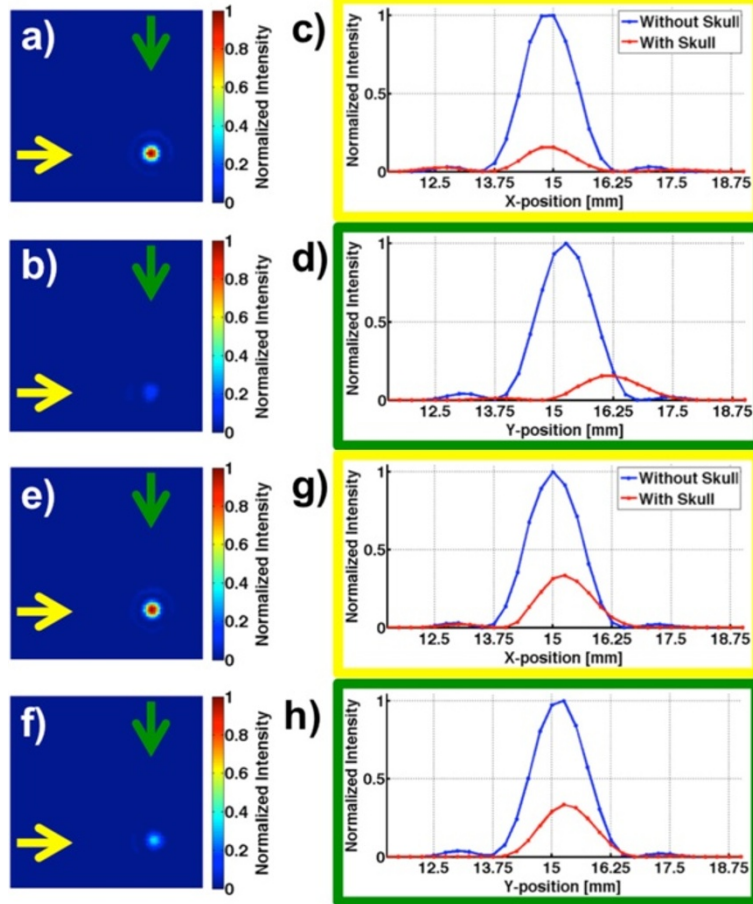 a)
1
0.8
0.6
0.4
0.2
0
Normalized Intensity
c)
Without Skull
With Skull
1
0.5
0
Normalized Intensity
12.5 13.75 15 16.25 17.5 18.75
X-position [mm]
b)
1
0.8
0.6
0.4
0.2
0
Normalized Intensity
d)
1
0.5
0
Normalized Intensity
12.5 13.75 15 16.25 17.5 18.75
Y-position [mm]
e)
1
0.8
0.6
0.4
0.2
0
Normalized Intensity
g)
Without Skull
With Skull
1
0.5
0
Normalized Intensity
12.5 13.75 15 16.25 17.5 18.75
X-position [mm]
f)
1
0.8
0.6
0.4
0.2
0
Normalized Intensity
h)
1
0.5
0
Normalized Intensity
12.5 13.75 15 16.25 17.5 18.75
Y-position [mm]